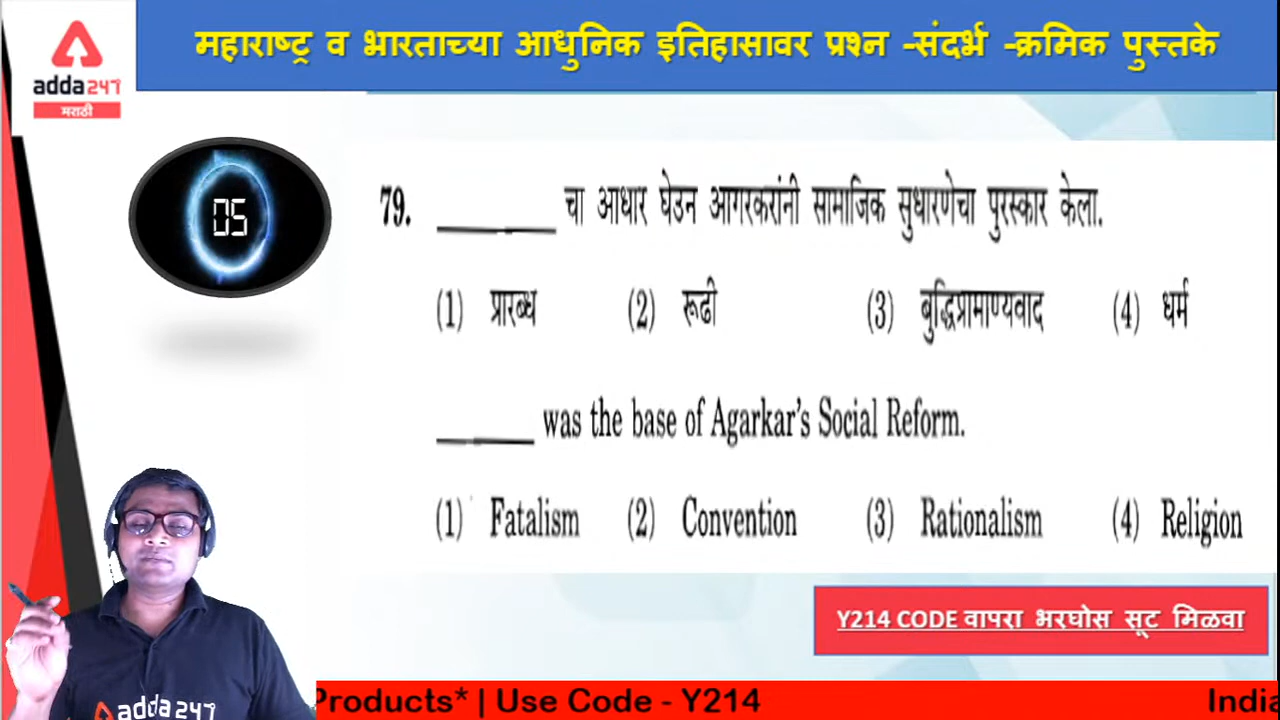 महाराष्ट्र व भारताच्या आधुनिक इतिहासावर प्रश्न -संदर्भ -क्रमिक पुस्तके
adda247
मराठी
05
79. ______ चा आधार घेउन आगरकरांनी सामाजिक सुधारणेचा पुरस्कार केला.
(1) प्रारब्ध (2) रूढी (3) बुद्धिप्रामाण्यवाद (4) धर्म
______ was the base of Agarkar's Social Reform.
(1) Fatalism (2) Convention (3) Rationalism (4) Religion
Y214 CODE वापरा भरघोस सूट मिळवा
adda247
Products* | Use Code - Y214